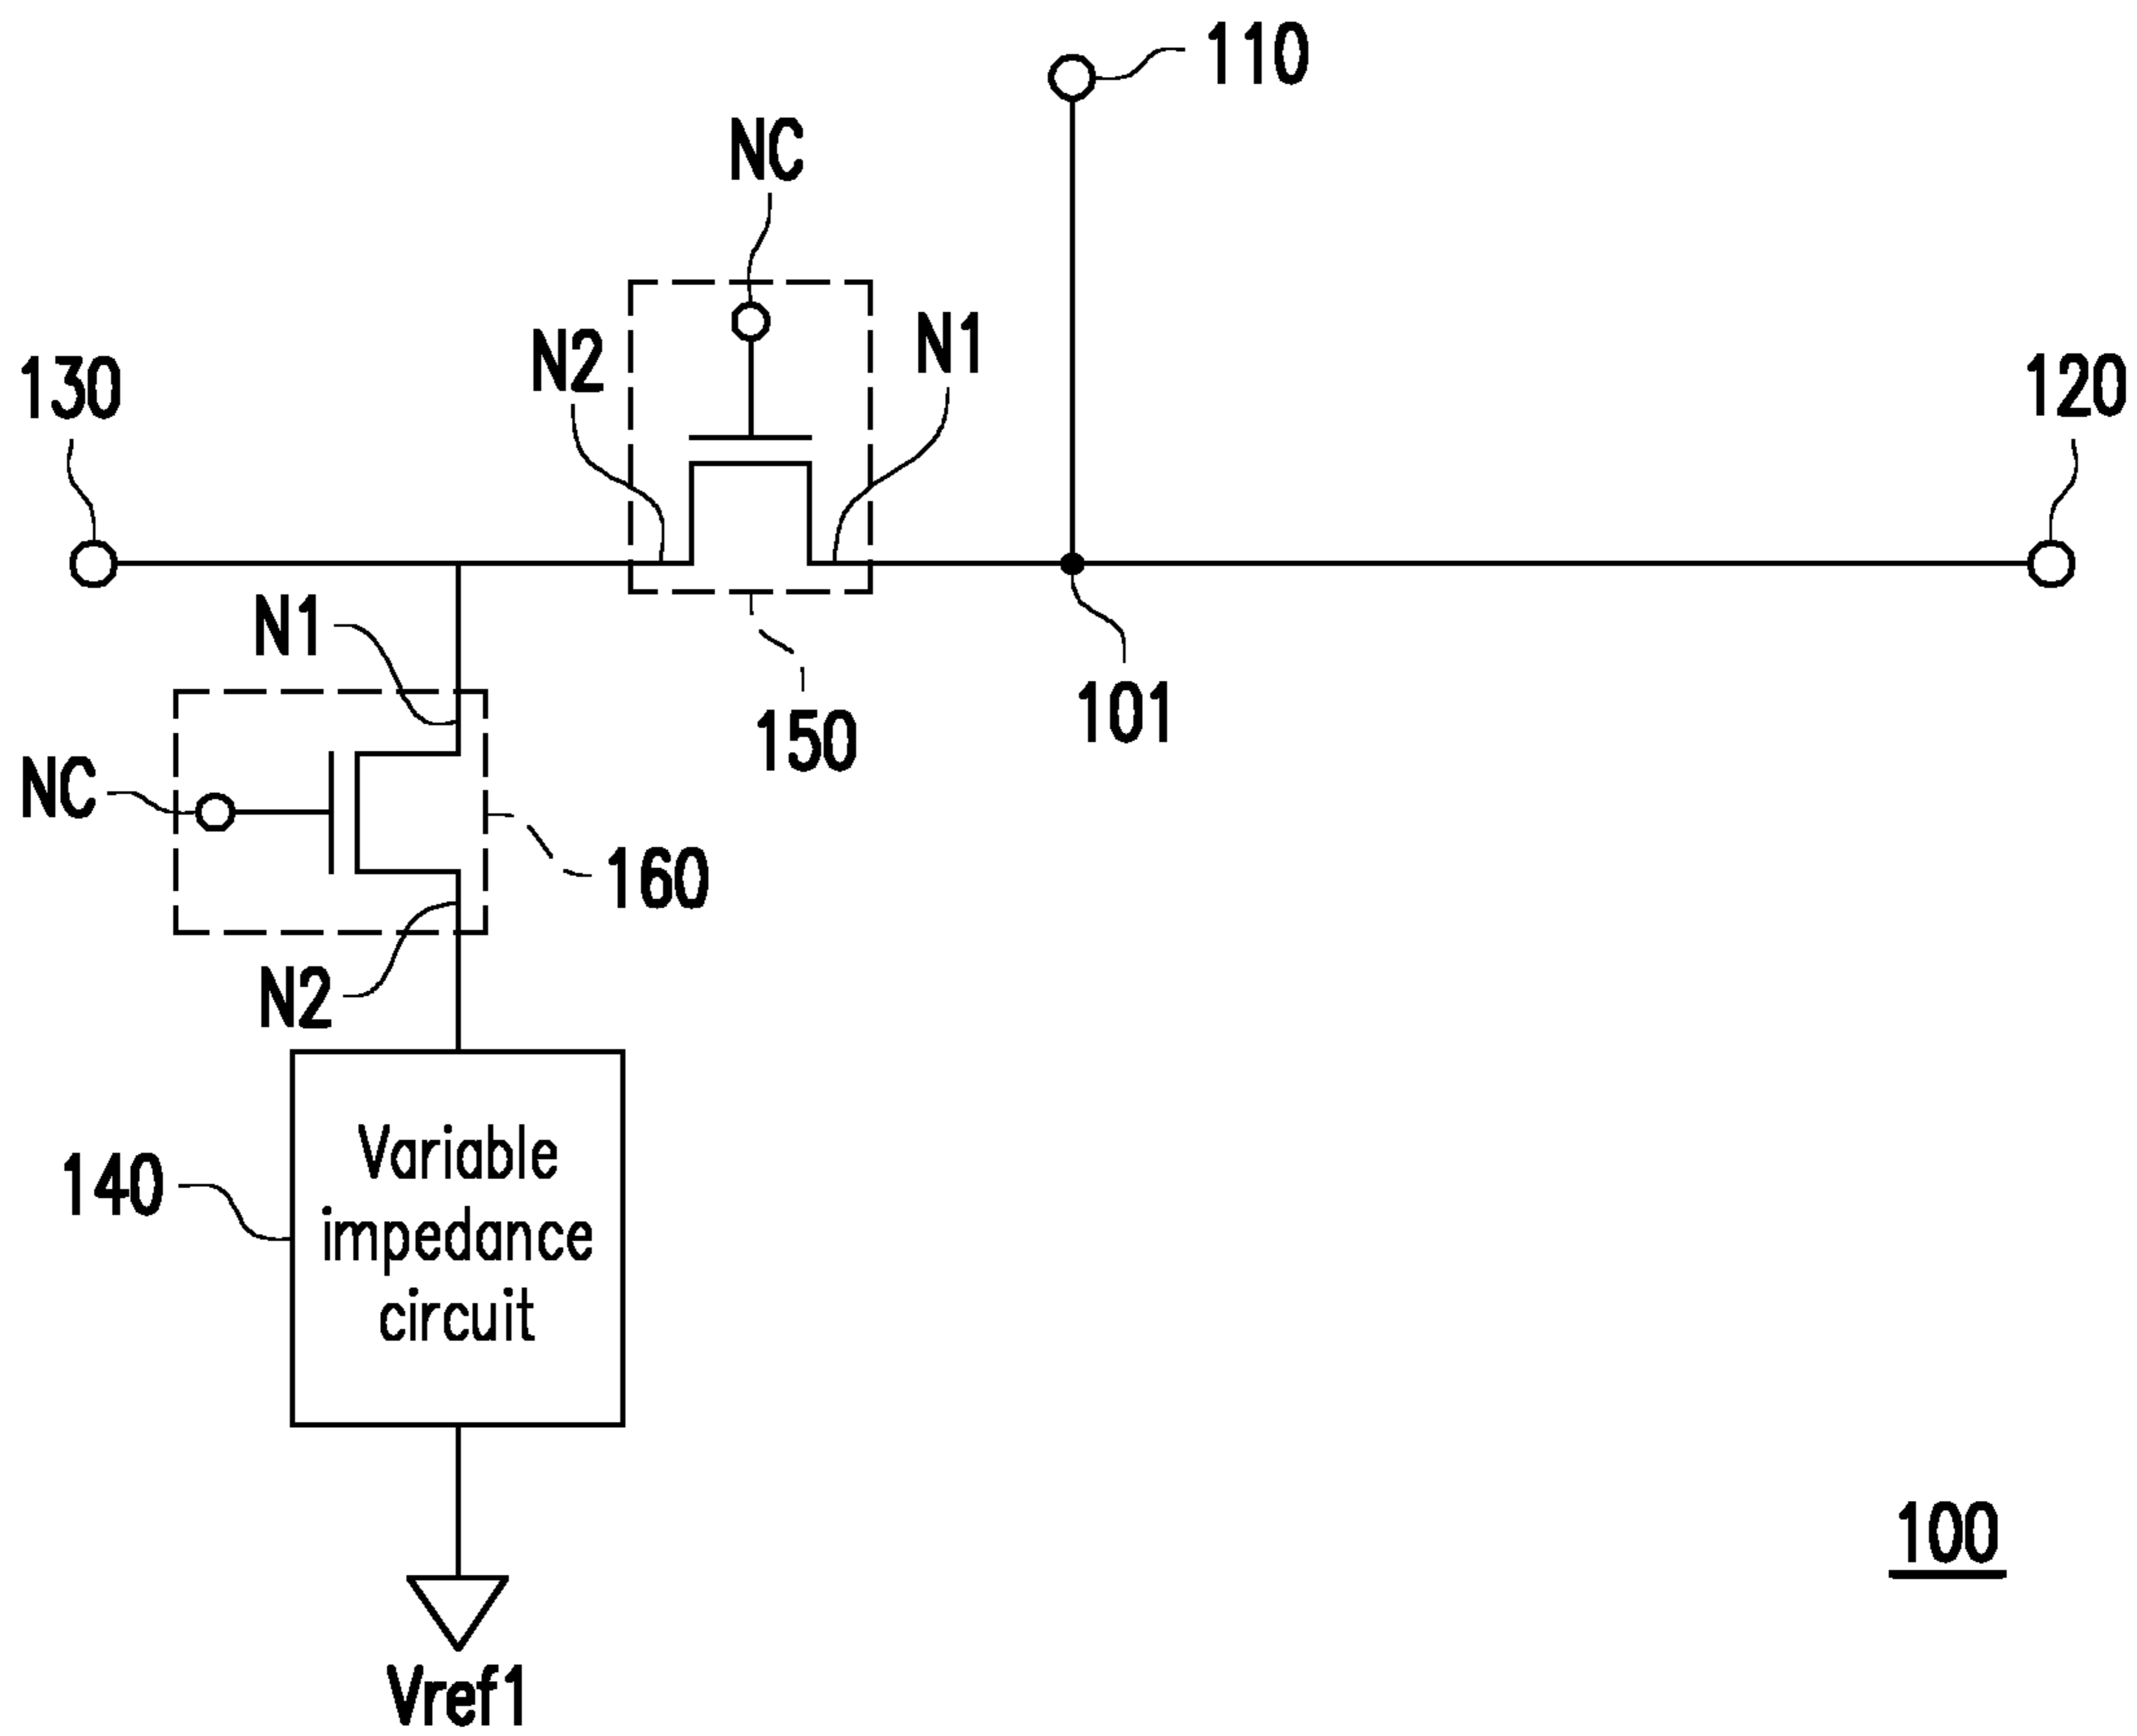 110
NC
N2
N1
130
120
N1
101
150
NC
160
N2
Variable
impedance
circuit
140
100
Vref1